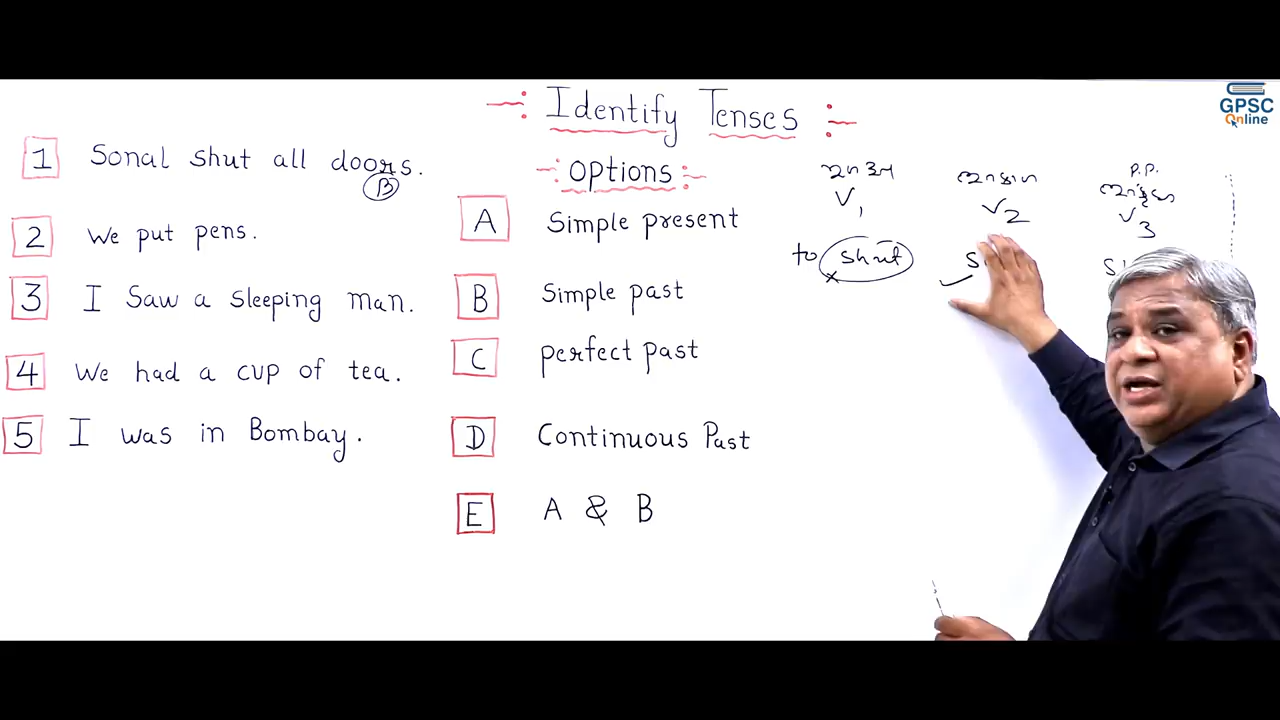 GPSC
Online
Identify Tenses
options
1 Sonal shut all doors.
B
2 We put pens.
3 I Saw a sleeping man.
4 We had a cup of tea.
5 I was in Bombay.
A Simple present
B Simple past
C perfect past
D Continuous Past
E A & B
P.P.
V1 V2 V3
to shut